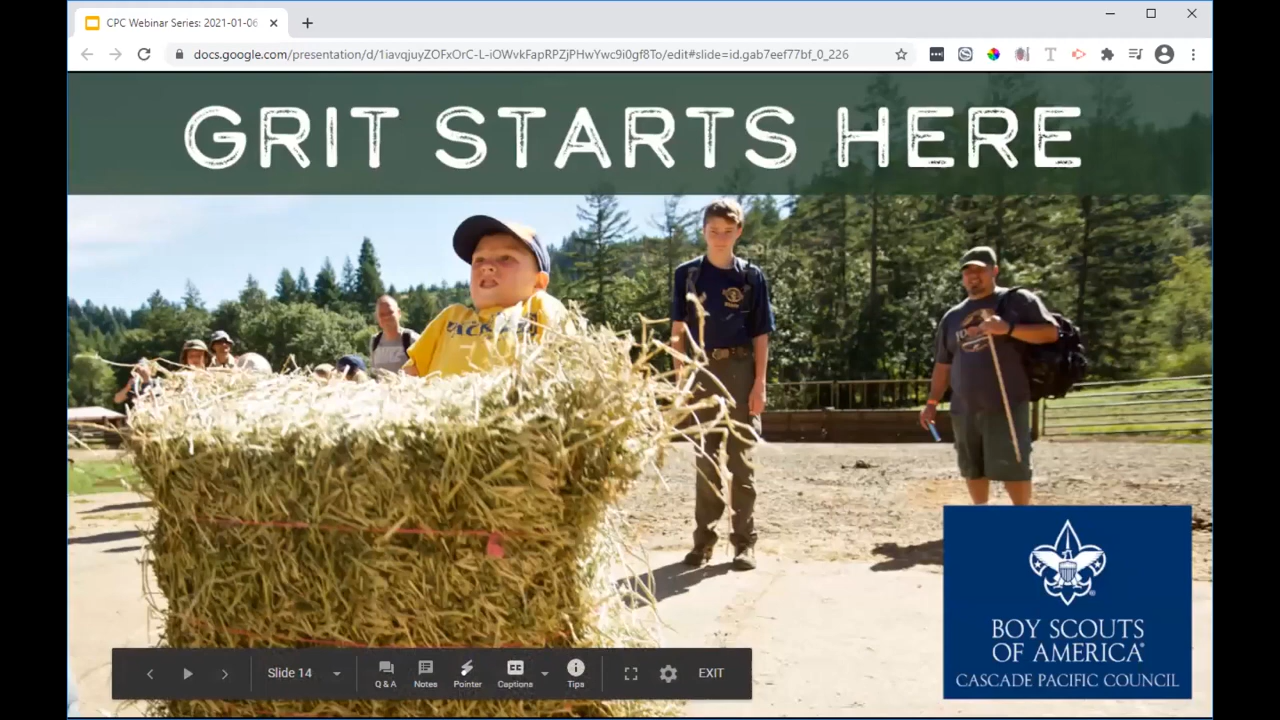 CPC Webinar Series: 2021-01-06
docs.google.com/presentation/d/1iavqjuyZOFxOrC-L-iOWvkFapRPZjPHwYwc9i0gf8To/edit#slide=id.gab7eef77bf_0_226
GRIT STARTS HERE
BOY SCOUTS
OF AMERICA®
CASCADE PACIFIC COUNCIL
Slide 14
Q & A
Notes
Pointer
Captions
Tips
EXIT